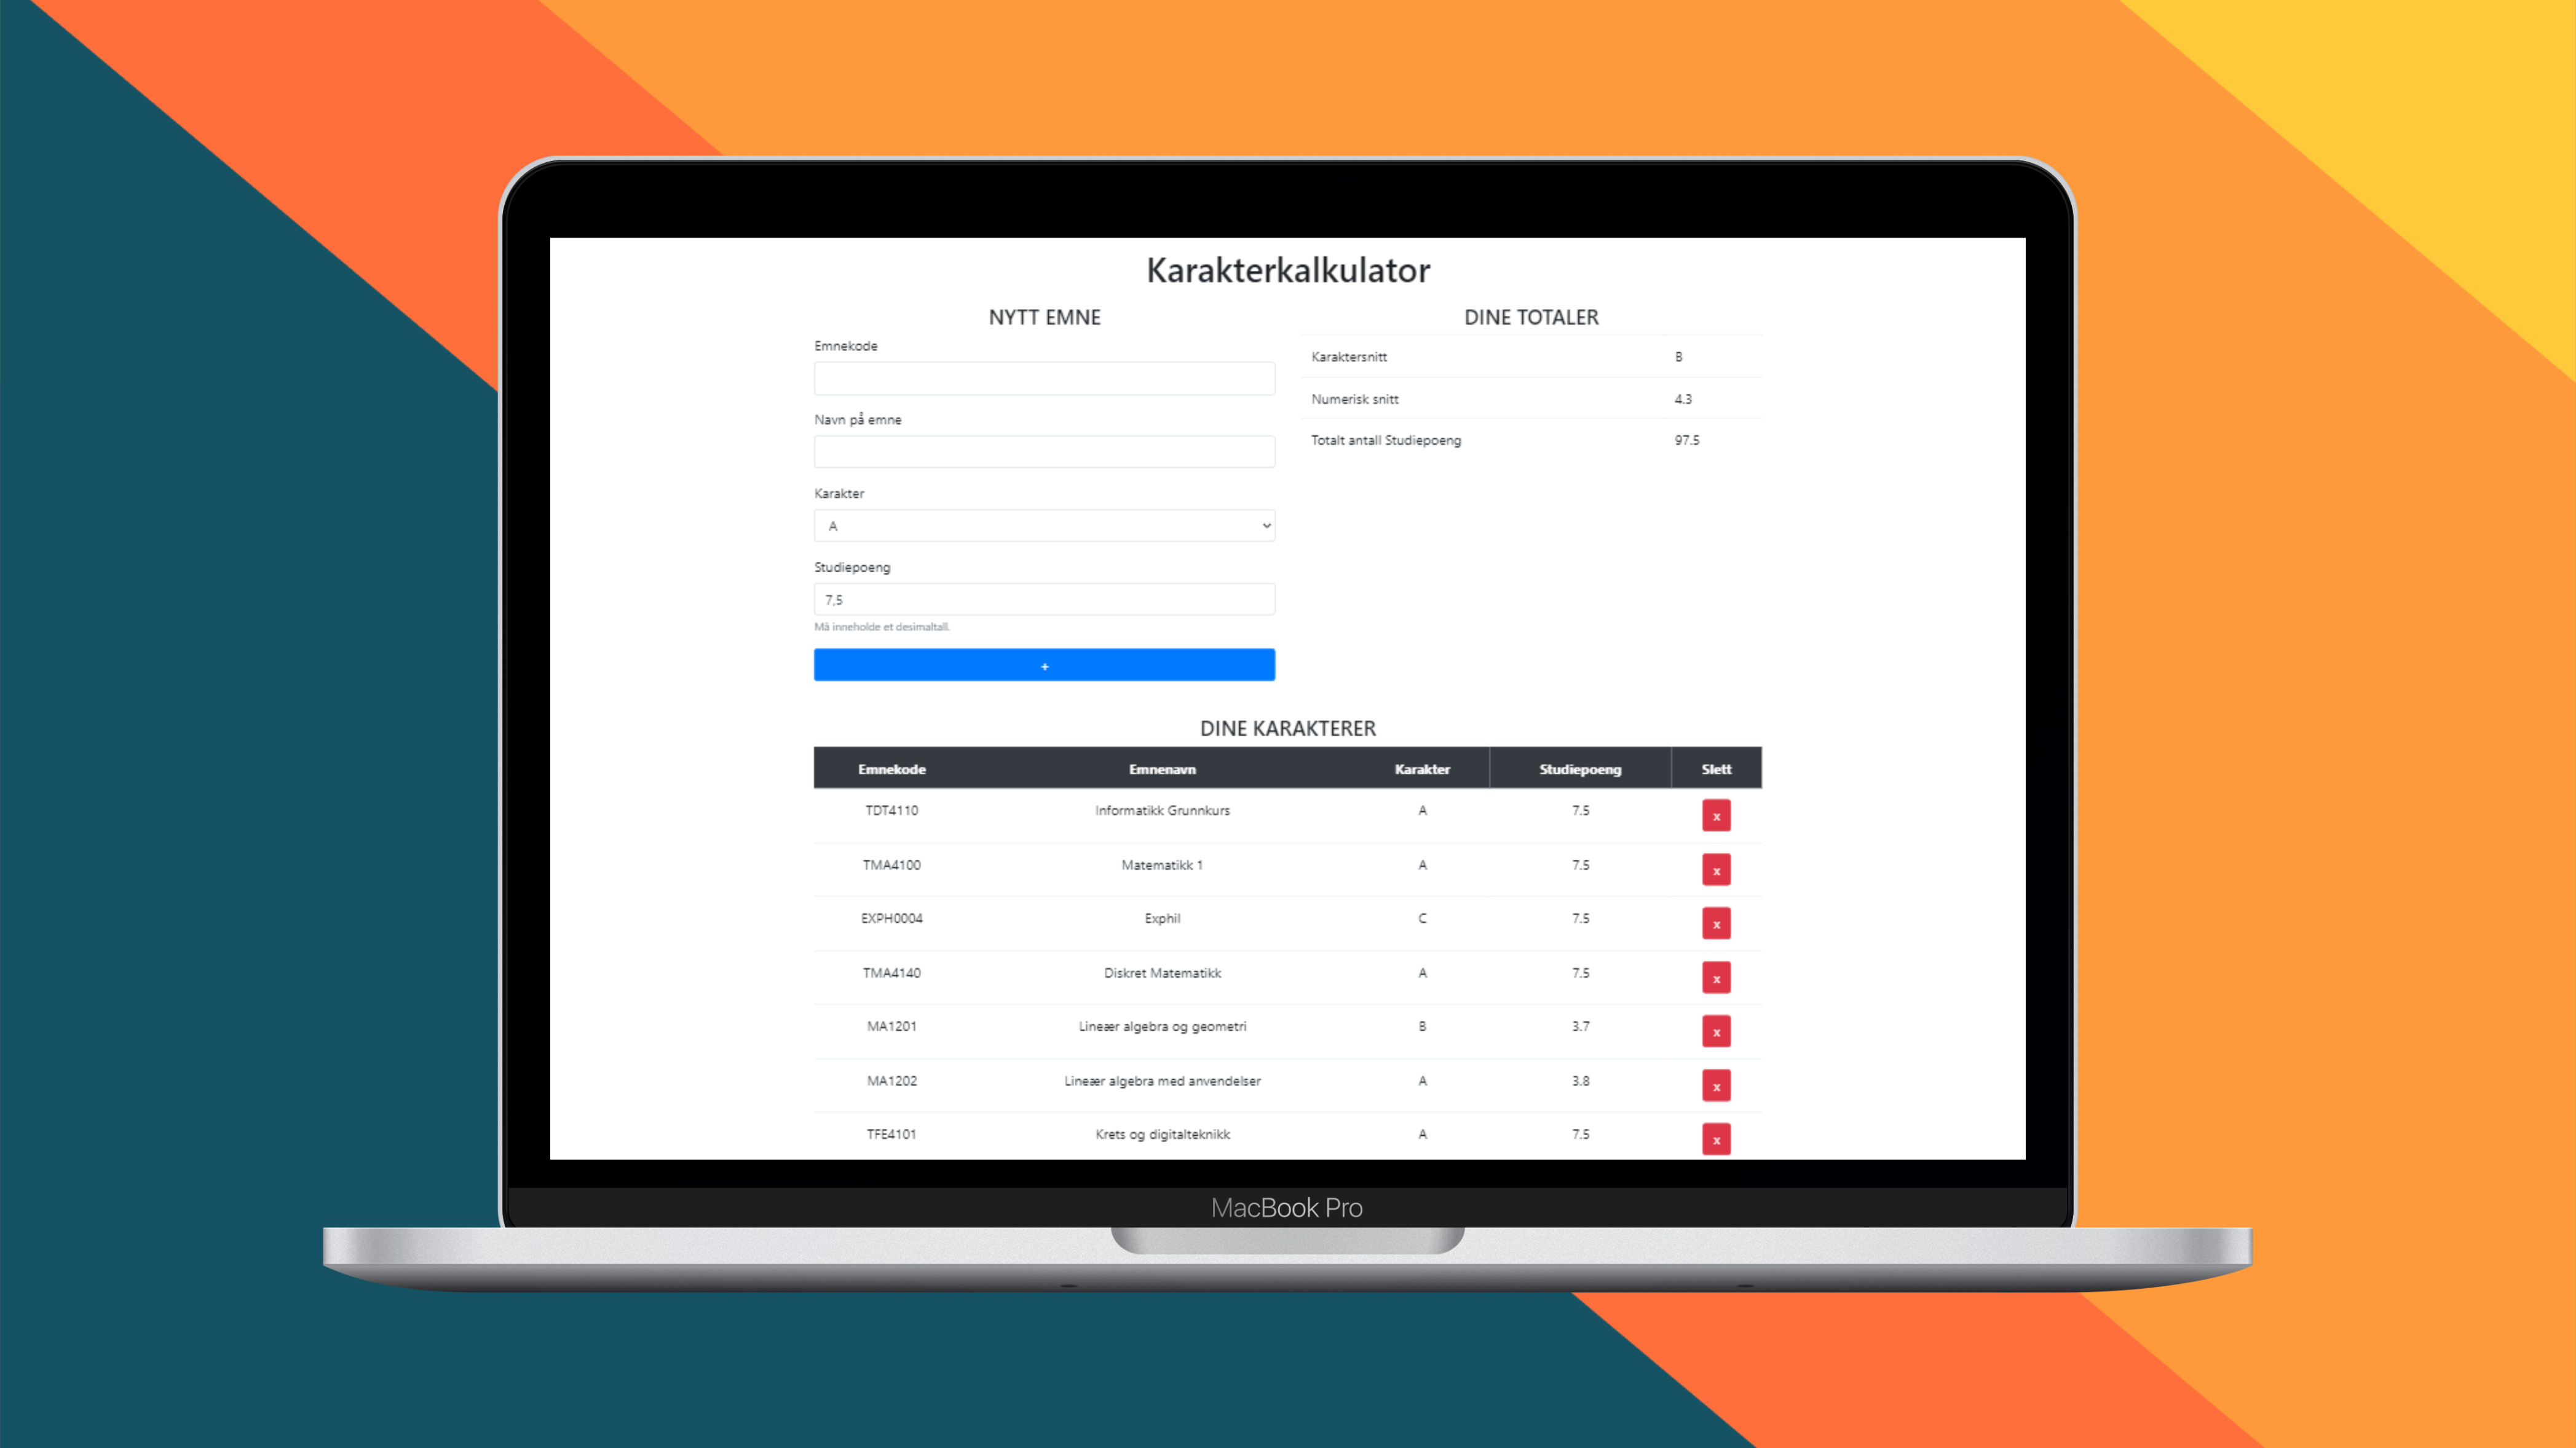 Karakterkalkulator
NYTT EMNE
Emnekode
Navn på emne
Karakter
A
Studiepoeng
7,5
Må inneholde et desimaltall.
+
DINE TOTALER
Karaktersnitt B
Numerisk snitt 4.3
Totalt antall Studiepoeng 97.5
DINE KARAKTERER
Emnekode Emnenavn Karakter Studiepoeng Slett
TDT4110 Informatikk Grunnkurs A 7.5 x
TMA4100 Matematikk 1 A 7.5 x
EXPH0004 Exphil C 7.5 x
TMA4140 Diskret Matematikk A 7.5 x
MA1201 Lineær algebra og geometri B 3.7 x
MA1202 Lineær algebra med anvendelser A 3.8 x
TFE4101 Krets og digitalteknikk A 7.5 x
MacBook Pro